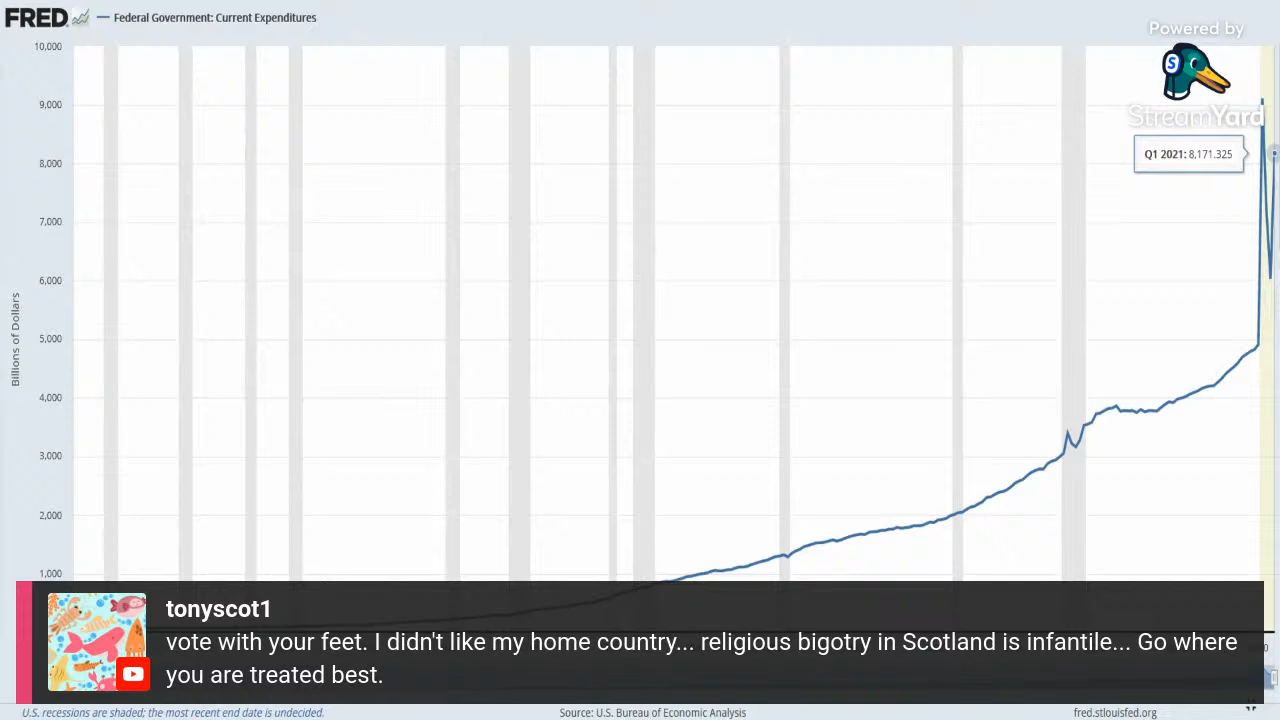 FRED
Federal Government: Current Expenditures
Powered by
S
StreamYard
10,000
9,000
8,000
7,000
6,000
5,000
4,000
3,000
2,000
1,000
Billions of Dollars
Q1 2021: 8,171.325
tonyscot1
vote with your feet. I didn't like my home country... religious bigotry in Scotland is infantile... Go where
you are treated best.
U.S. recessions are shaded; the most recent end date is undecided.
Source: U.S. Bureau of Economic Analysis
fred.stlouisfed.org